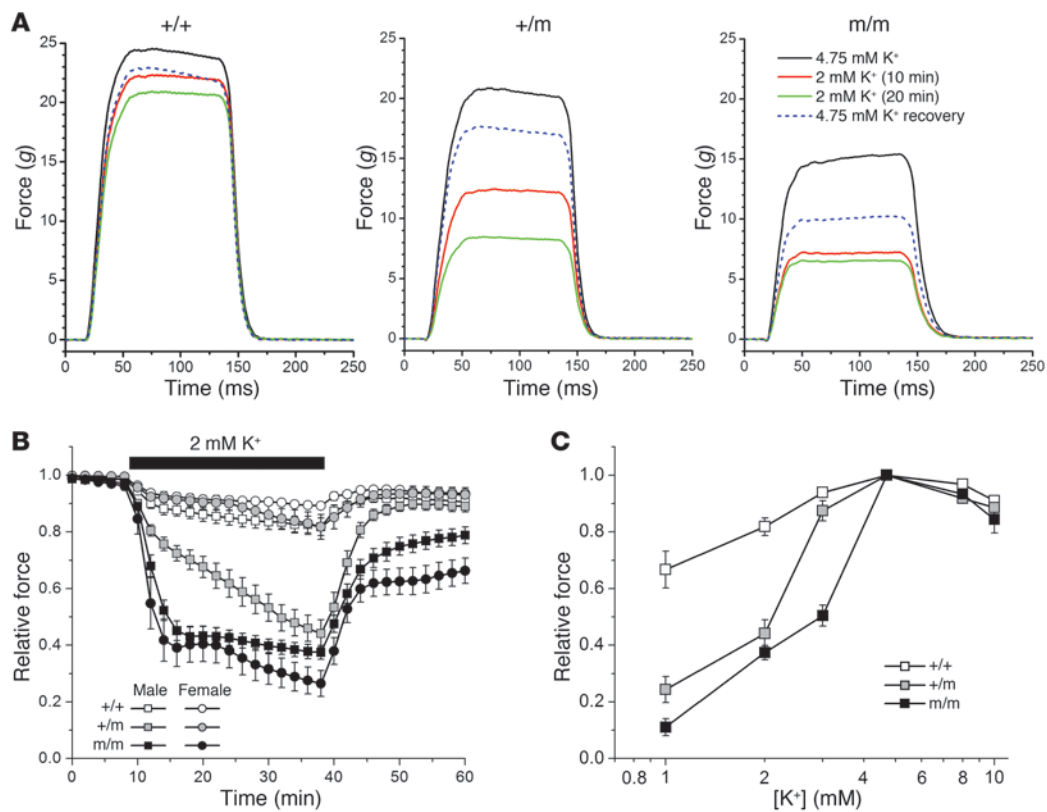 A
+/+
+/m
m/m
4.75 mM K⁺
2 mM K⁺ (10 min)
2 mM K⁺ (20 min)
4.75 mM K⁺ recovery
Force (g)
25
20
15
10
5
0
0 50 100 150 200 250
Time (ms)
Force (g)
25
20
15
10
5
0
0 50 100 150 200 250
Time (ms)
Force (g)
25
20
15
10
5
0
0 50 100 150 200 250
Time (ms)
B
2 mM K⁺
Relative force
1.0
0.8
0.6
0.4
0.2
0.0
Male Female
+/+
+/m
m/m
0 10 20 30 40 50 60
Time (min)
C
Relative force
1.0
0.8
0.6
0.4
0.2
0.0
+/+
+/m
m/m
0.8 1 2 4 6 8 10
[K⁺] (mM)